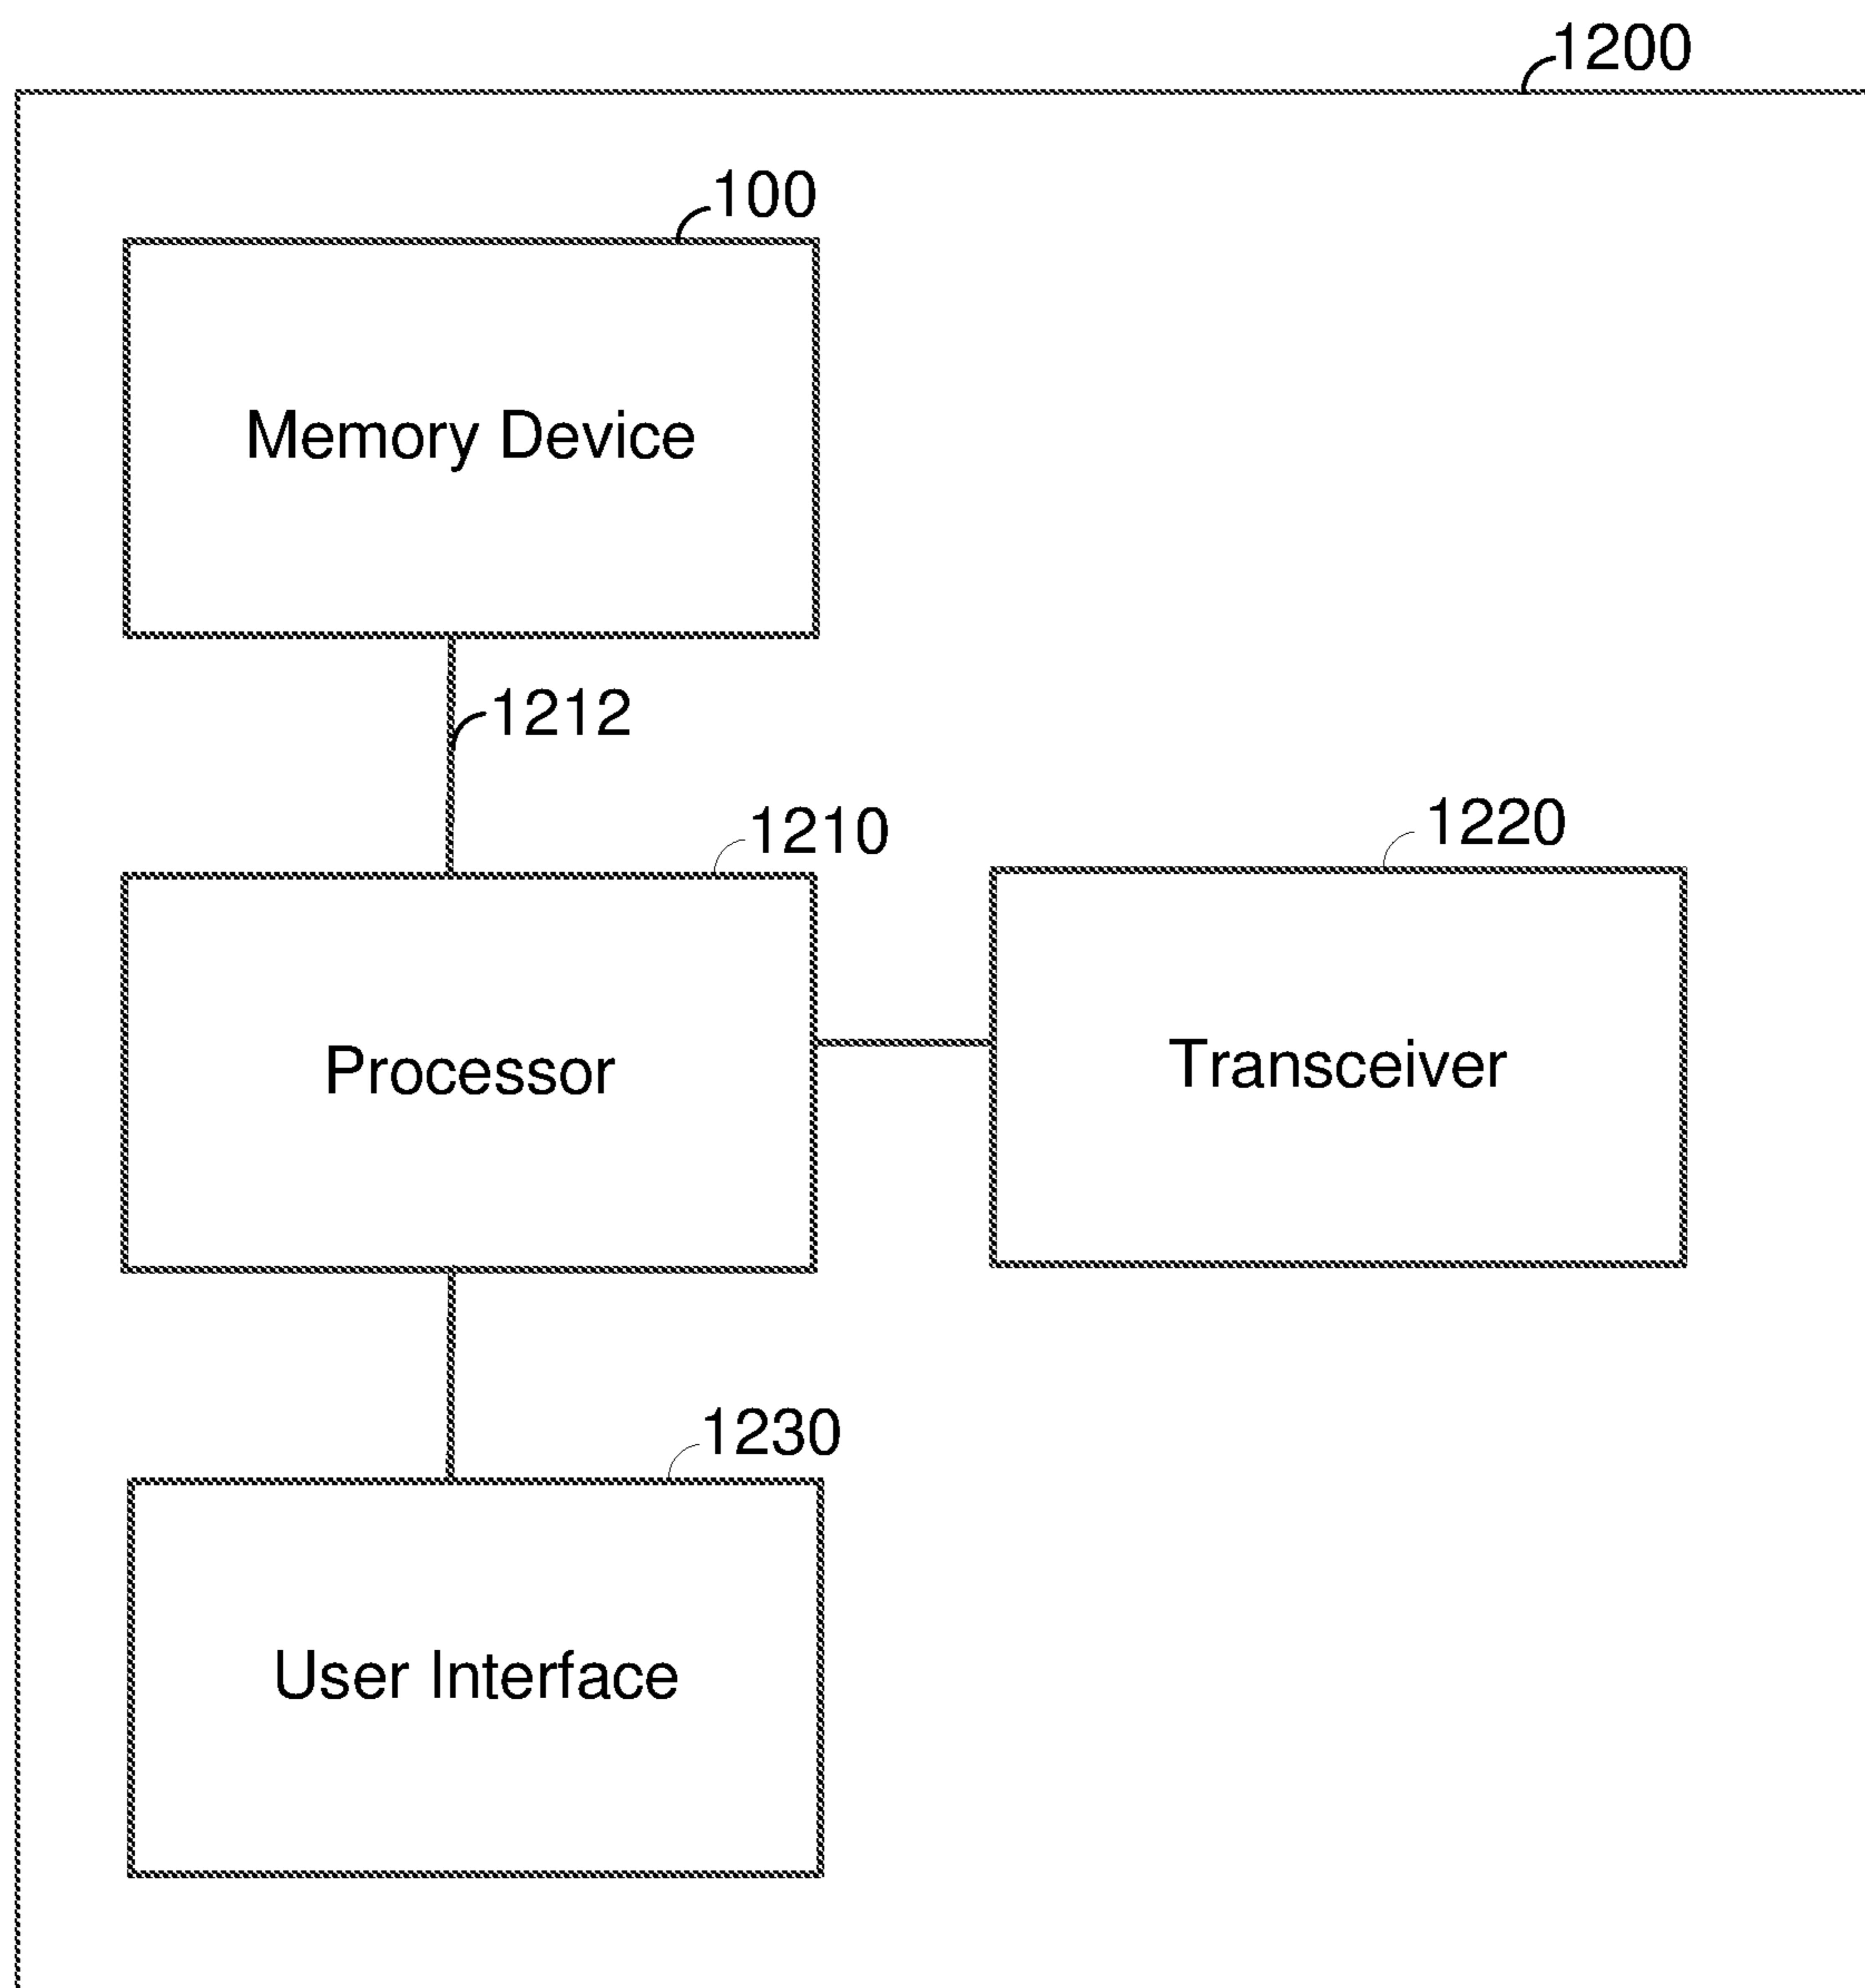 1200
100
Memory Device
1212
1210
1220
Processor
Transceiver
1230
User Interface